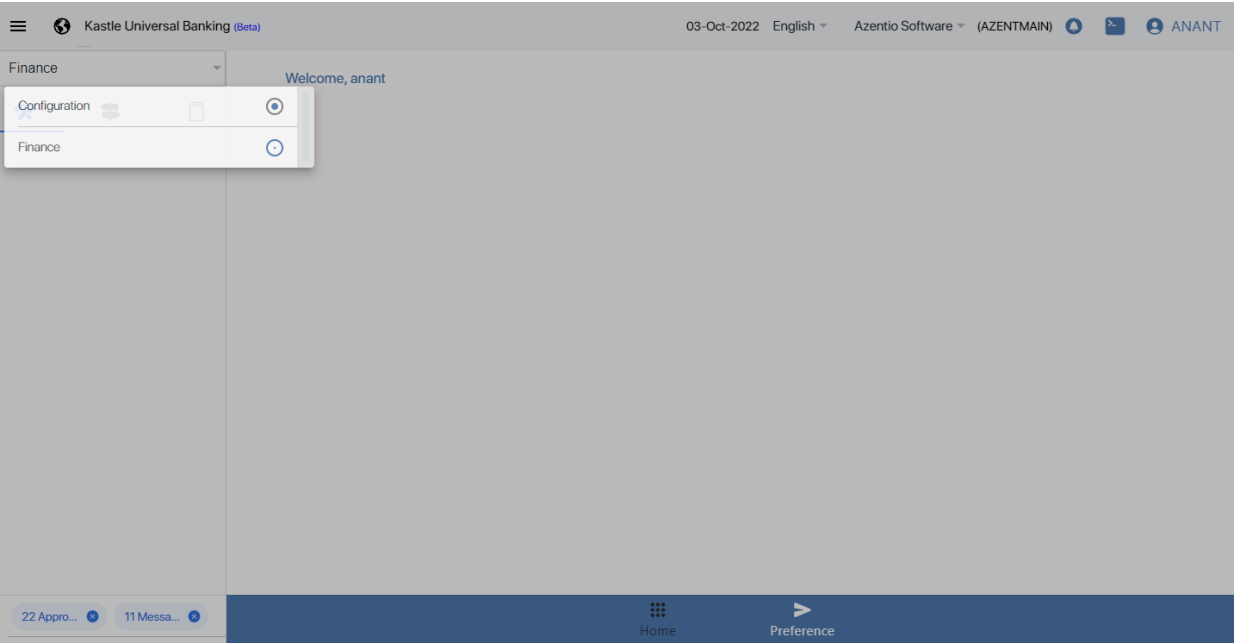 Kastle Universal Banking (Beta) 03-Oct-2022 English Azentio Software (AZENTMAIN) ANANT
Finance
Welcome, anant
Configuration
Finance
22 Appro... 11 Messa...
Home Preference